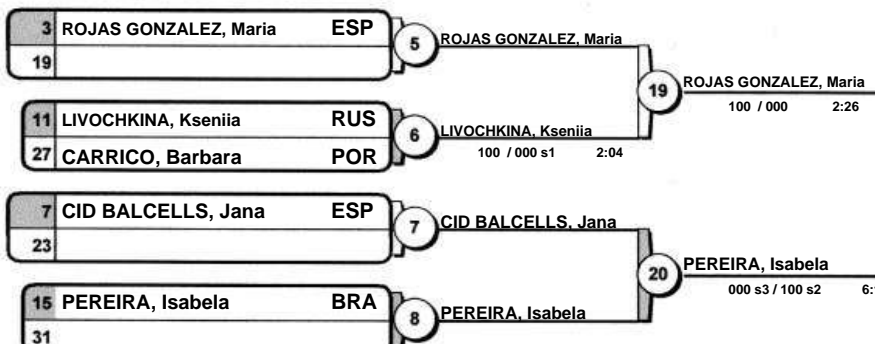 3 ROJAS GONZALEZ, Maria ESP
19
5
ROJAS GONZALEZ, Maria
11 LIVOCHKINA, Kseniia RUS
27 CARRICO, Barbara POR
6
LIVOCHKINA, Kseniia
100 / 000 s1 2:04
19
ROJAS GONZALEZ, Maria
100 / 000 2:26
7 CID BALCELLS, Jana ESP
23
7
CID BALCELLS, Jana
15 PEREIRA, Isabela BRA
31
8
PEREIRA, Isabela
20
PEREIRA, Isabela
000 s3 / 100 s2